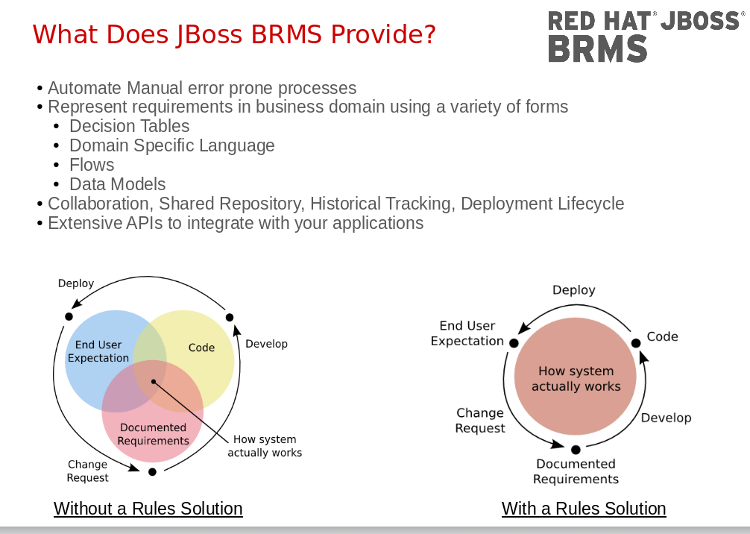 What Does JBoss BRMS Provide?
RED HAT® JBOSS®
BRMS
• Automate Manual error prone processes
• Represent requirements in business domain using a variety of forms
• Decision Tables
• Domain Specific Language
• Flows
• Data Models
• Collaboration, Shared Repository, Historical Tracking, Deployment Lifecycle
• Extensive APIs to integrate with your applications
Deploy
End User
Expectation
Code
Develop
Documented
Requirements
How system
actually works
Change
Request
Without a Rules Solution
Deploy
End User
Expectation
Code
How system
actually works
Change
Request
Develop
Documented
Requirements
With a Rules Solution